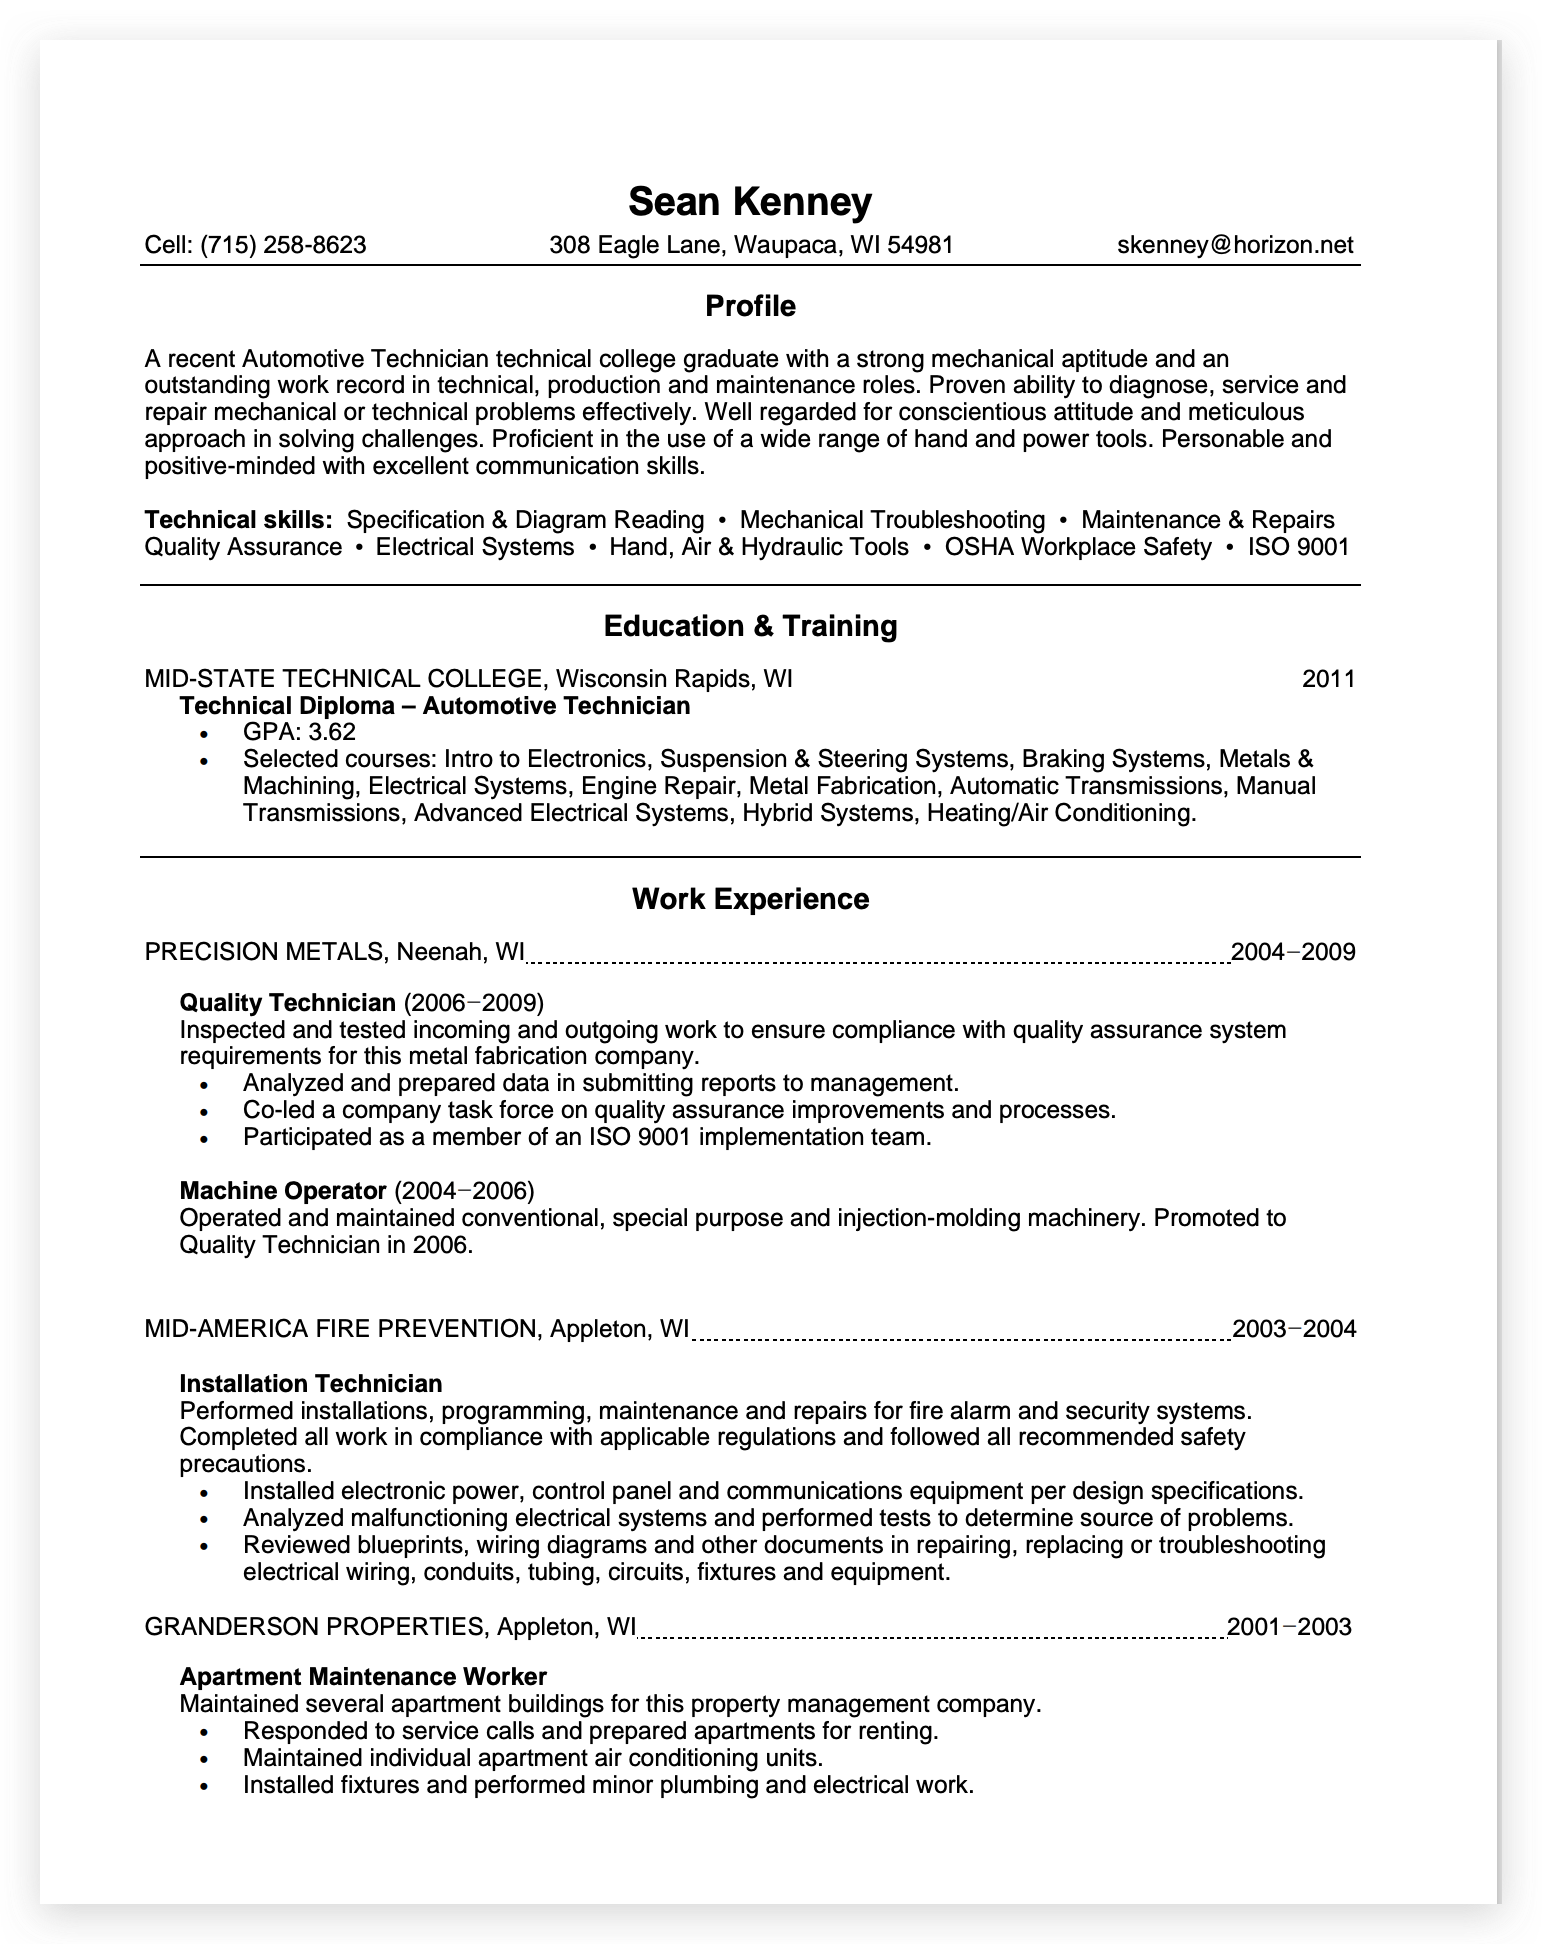 Sean Kenney
Cell: (715) 258-8623 308 Eagle Lane, Waupaca, WI 54981 skenney@horizon.net
Profile
A recent Automotive Technician technical college graduate with a strong mechanical aptitude and an
outstanding work record in technical, production and maintenance roles. Proven ability to diagnose, service and
repair mechanical or technical problems effectively. Well regarded for conscientious attitude and meticulous
approach in solving challenges. Proficient in the use of a wide range of hand and power tools. Personable and
positive-minded with excellent communication skills.
Technical skills: Specification & Diagram Reading • Mechanical Troubleshooting • Maintenance & Repairs
Quality Assurance • Electrical Systems • Hand, Air & Hydraulic Tools • OSHA Workplace Safety • ISO 9001
Education & Training
MID-STATE TECHNICAL COLLEGE, Wisconsin Rapids, WI 2011
Technical Diploma – Automotive Technician
• GPA: 3.62
• Selected courses: Intro to Electronics, Suspension & Steering Systems, Braking Systems, Metals &
Machining, Electrical Systems, Engine Repair, Metal Fabrication, Automatic Transmissions, Manual
Transmissions, Advanced Electrical Systems, Hybrid Systems, Heating/Air Conditioning.
Work Experience
PRECISION METALS, Neenah, WI 2004–2009
Quality Technician (2006–2009)
Inspected and tested incoming and outgoing work to ensure compliance with quality assurance system
requirements for this metal fabrication company.
• Analyzed and prepared data in submitting reports to management.
• Co-led a company task force on quality assurance improvements and processes.
• Participated as a member of an ISO 9001 implementation team.
Machine Operator (2004–2006)
Operated and maintained conventional, special purpose and injection-molding machinery. Promoted to
Quality Technician in 2006.
MID-AMERICA FIRE PREVENTION, Appleton, WI 2003–2004
Installation Technician
Performed installations, programming, maintenance and repairs for fire alarm and security systems.
Completed all work in compliance with applicable regulations and followed all recommended safety
precautions.
• Installed electronic power, control panel and communications equipment per design specifications.
• Analyzed malfunctioning electrical systems and performed tests to determine source of problems.
• Reviewed blueprints, wiring diagrams and other documents in repairing, replacing or troubleshooting
electrical wiring, conduits, tubing, circuits, fixtures and equipment.
GRANDERSON PROPERTIES, Appleton, WI 2001–2003
Apartment Maintenance Worker
Maintained several apartment buildings for this property management company.
• Responded to service calls and prepared apartments for renting.
• Maintained individual apartment air conditioning units.
• Installed fixtures and performed minor plumbing and electrical work.